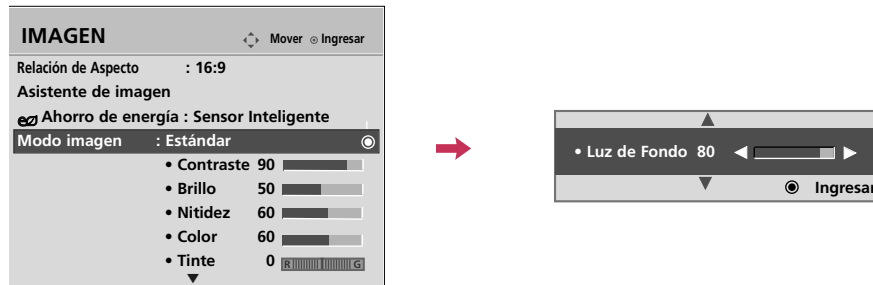 IMAGEN
Mover Ingresar
Relación de Aspecto : 16:9
Asistente de imagen
Ahorro de energía : Sensor Inteligente
Modo imagen : Estándar
• Contraste 90
• Brillo 50
• Nitidez 60
• Color 60
• Tinte 0 R G
• Luz de Fondo 80
Ingresar